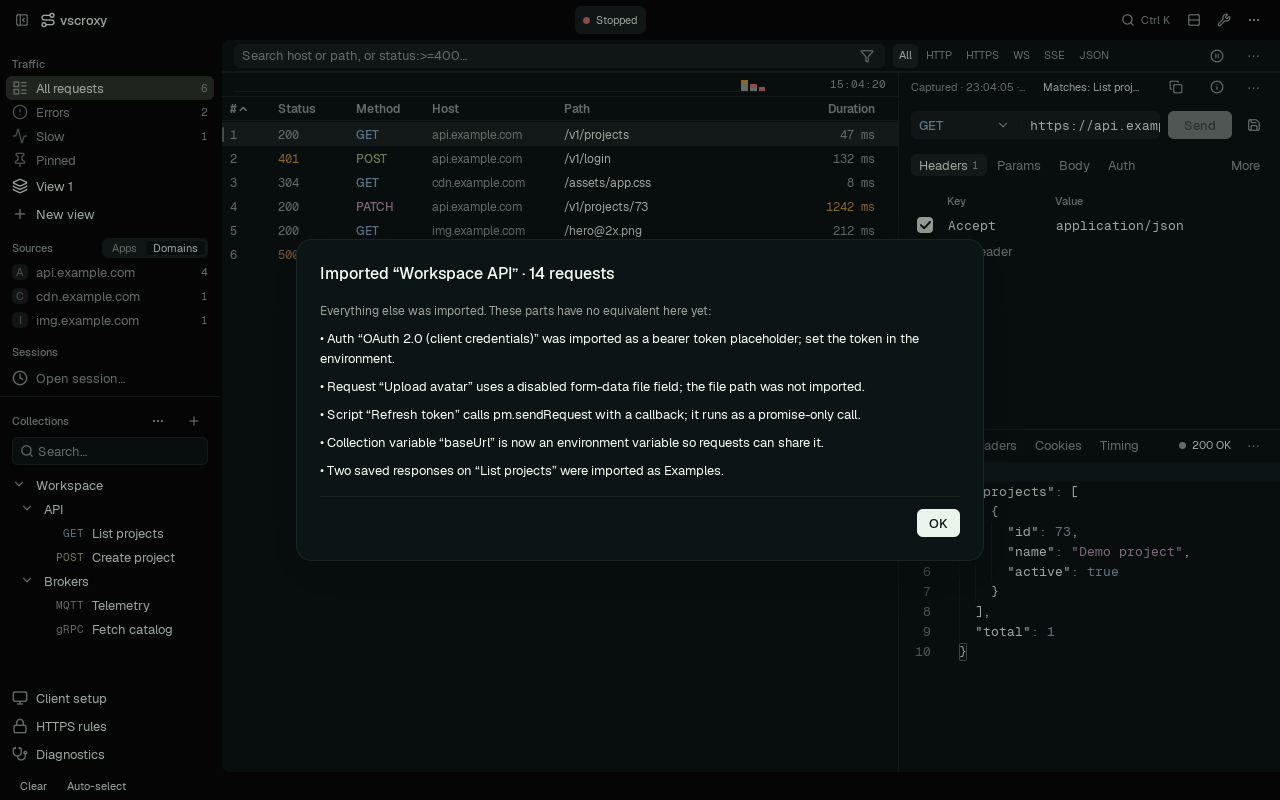 vscroxy
Stopped
Ctrl K
Traffic
All requests 6
Errors 2
Slow 1
Pinned
View 1
New view
Sources Apps Domains
A api.example.com 4
C cdn.example.com 1
I img.example.com 1
Sessions
Open session...
Collections
Search...
Workspace
API
GET List projects
POST Create project
Brokers
MQTT Telemetry
gRPC Fetch catalog
Client setup
HTTPS rules
Diagnostics
Clear Auto-select
Search host or path, or status:>=400...
All HTTP HTTPS WS SSE JSON
15:04:20
# Status Method Host Path Duration
1 200 GET api.example.com /v1/projects 47 ms
2 401 POST api.example.com /v1/login 132 ms
3 304 GET cdn.example.com /assets/app.css 8 ms
4 200 PATCH api.example.com /v1/projects/73 1242 ms
5 200 GET img.example.com /hero@2x.png 212 ms
6 500
Captured · 23:04:05 ·... Matches: List proj...
GET https://api.examp Send
Headers 1 Params Body Auth More
Key Value
Accept application/json
eader
Imported “Workspace API” · 14 requests
Everything else was imported. These parts have no equivalent here yet:
• Auth “OAuth 2.0 (client credentials)” was imported as a bearer token placeholder; set the token in the
environment.
• Request “Upload avatar” uses a disabled form-data file field; the file path was not imported.
• Script “Refresh token” calls pm.sendRequest with a callback; it runs as a promise-only call.
• Collection variable “baseUrl” is now an environment variable so requests can share it.
• Two saved responses on “List projects” were imported as Examples.
OK
aders Cookies Timing 200 OK
projects": [
{
"id": 73,
"name": "Demo project",
6 "active": true
7 }
8 ],
9 "total": 1
10 }